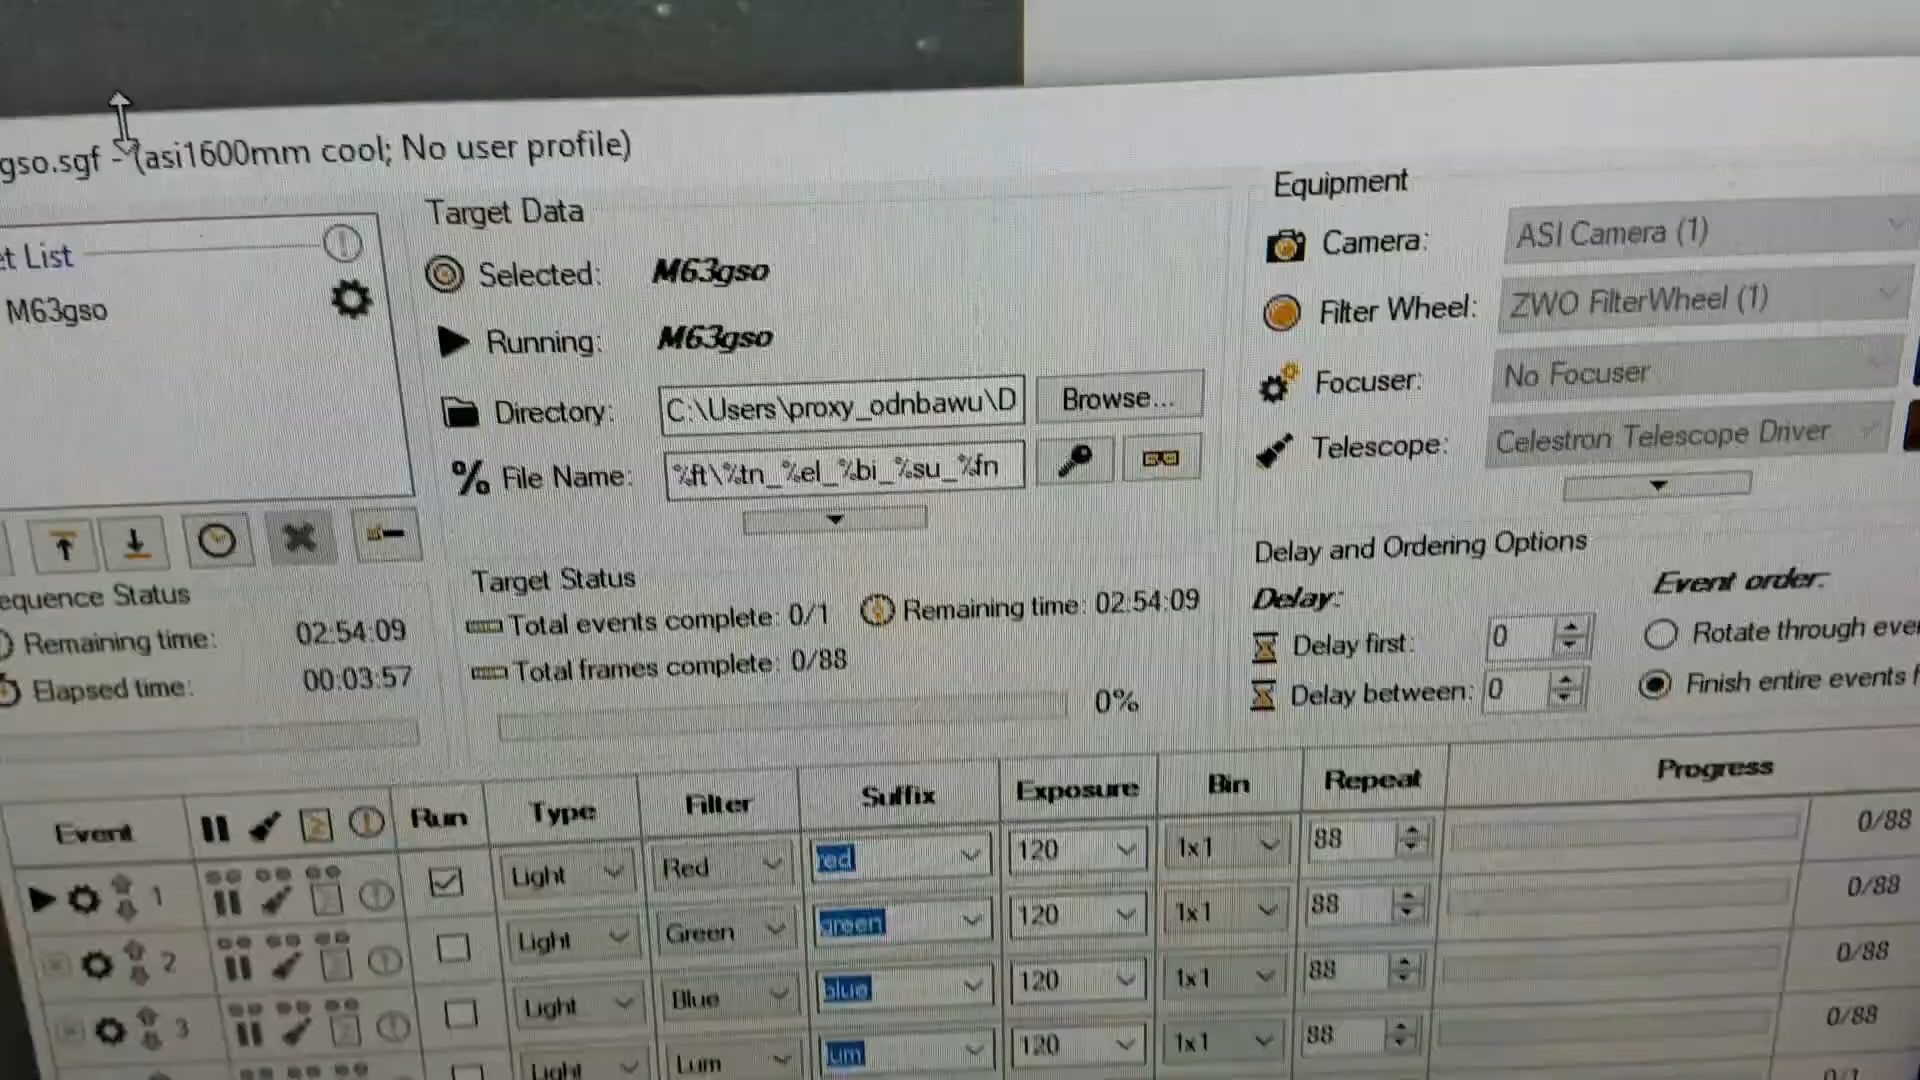 gso.sgf - (asi1600mm cool; No user profile)
et List
M63gso
Target Data
Selected: M63gso
Running: M63gso
Directory: C:\Users\proxy_odnbawu\D Browse...
File Name: %ft\%tn_%el_%bi_%su_%fn
Equipment
Camera: ASI Camera (1)
Filter Wheel: ZWO FilterWheel (1)
Focuser: No Focuser
Telescope: Celestron Telescope Driver
equence Status
Remaining time: 02:54:09
Elapsed time: 00:03:57
Target Status
Total events complete: 0/1 Remaining time: 02:54:09
Total frames complete: 0/88
0%
Delay and Ordering Options
Delay: Event order:
Delay first: 0 Rotate through eve
Delay between: 0 Finish entire events f
Event Run Type Filter Suffix Exposure Bin Repeat Progress
1 Light Red red 120 1x1 88 0/88
2 Light Green green 120 1x1 88 0/88
3 Light Blue blue 120 1x1 88 0/88
Light Lum lum 120 1x1 88 0/88
0/1